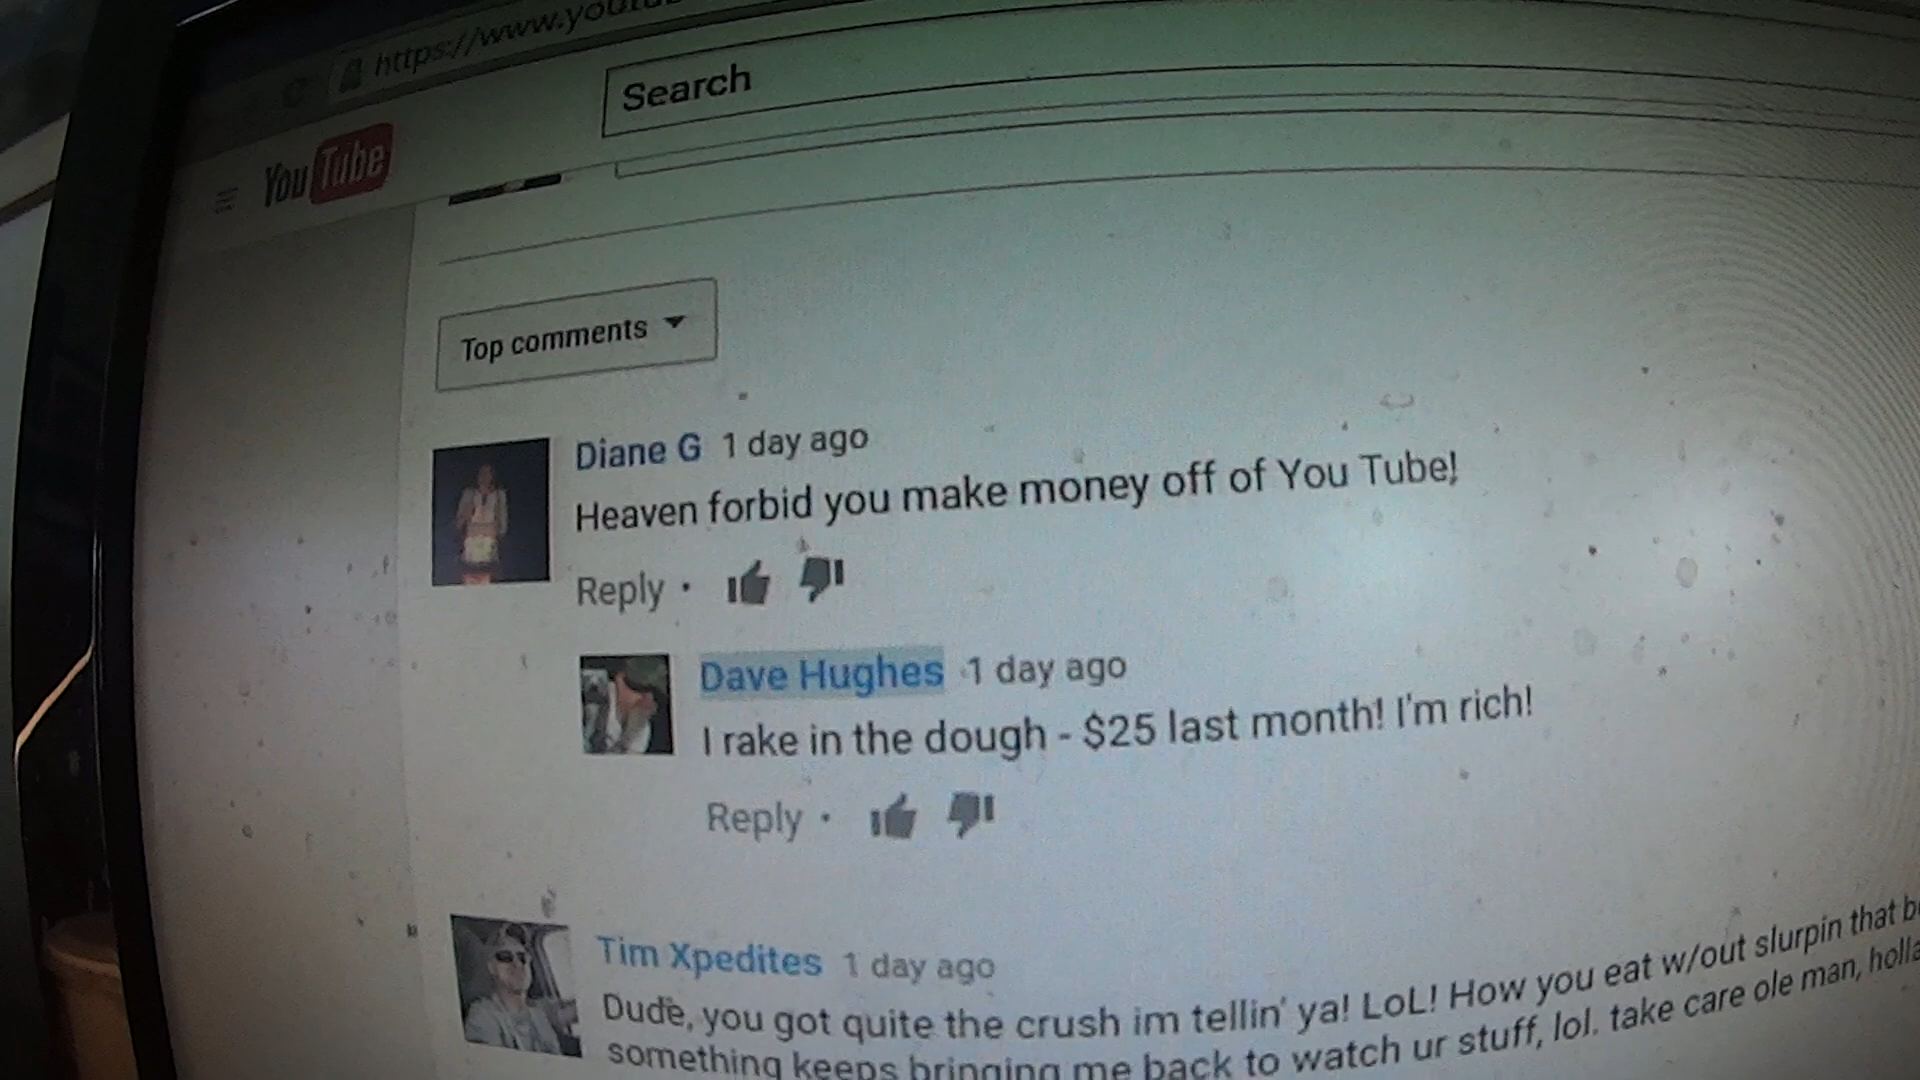 https://www.youtu
Search
YouTube
Top comments
Diane G 1 day ago
Heaven forbid you make money off of You Tube!
Reply •
Dave Hughes 1 day ago
I rake in the dough - $25 last month! I'm rich!
Reply •
Tim Xpedites 1 day ago
Dude, you got quite the crush im tellin' ya! LoL! How you eat w/out slurpin that
something keeps bringing me back to watch ur stuff, lol. take care ole man,